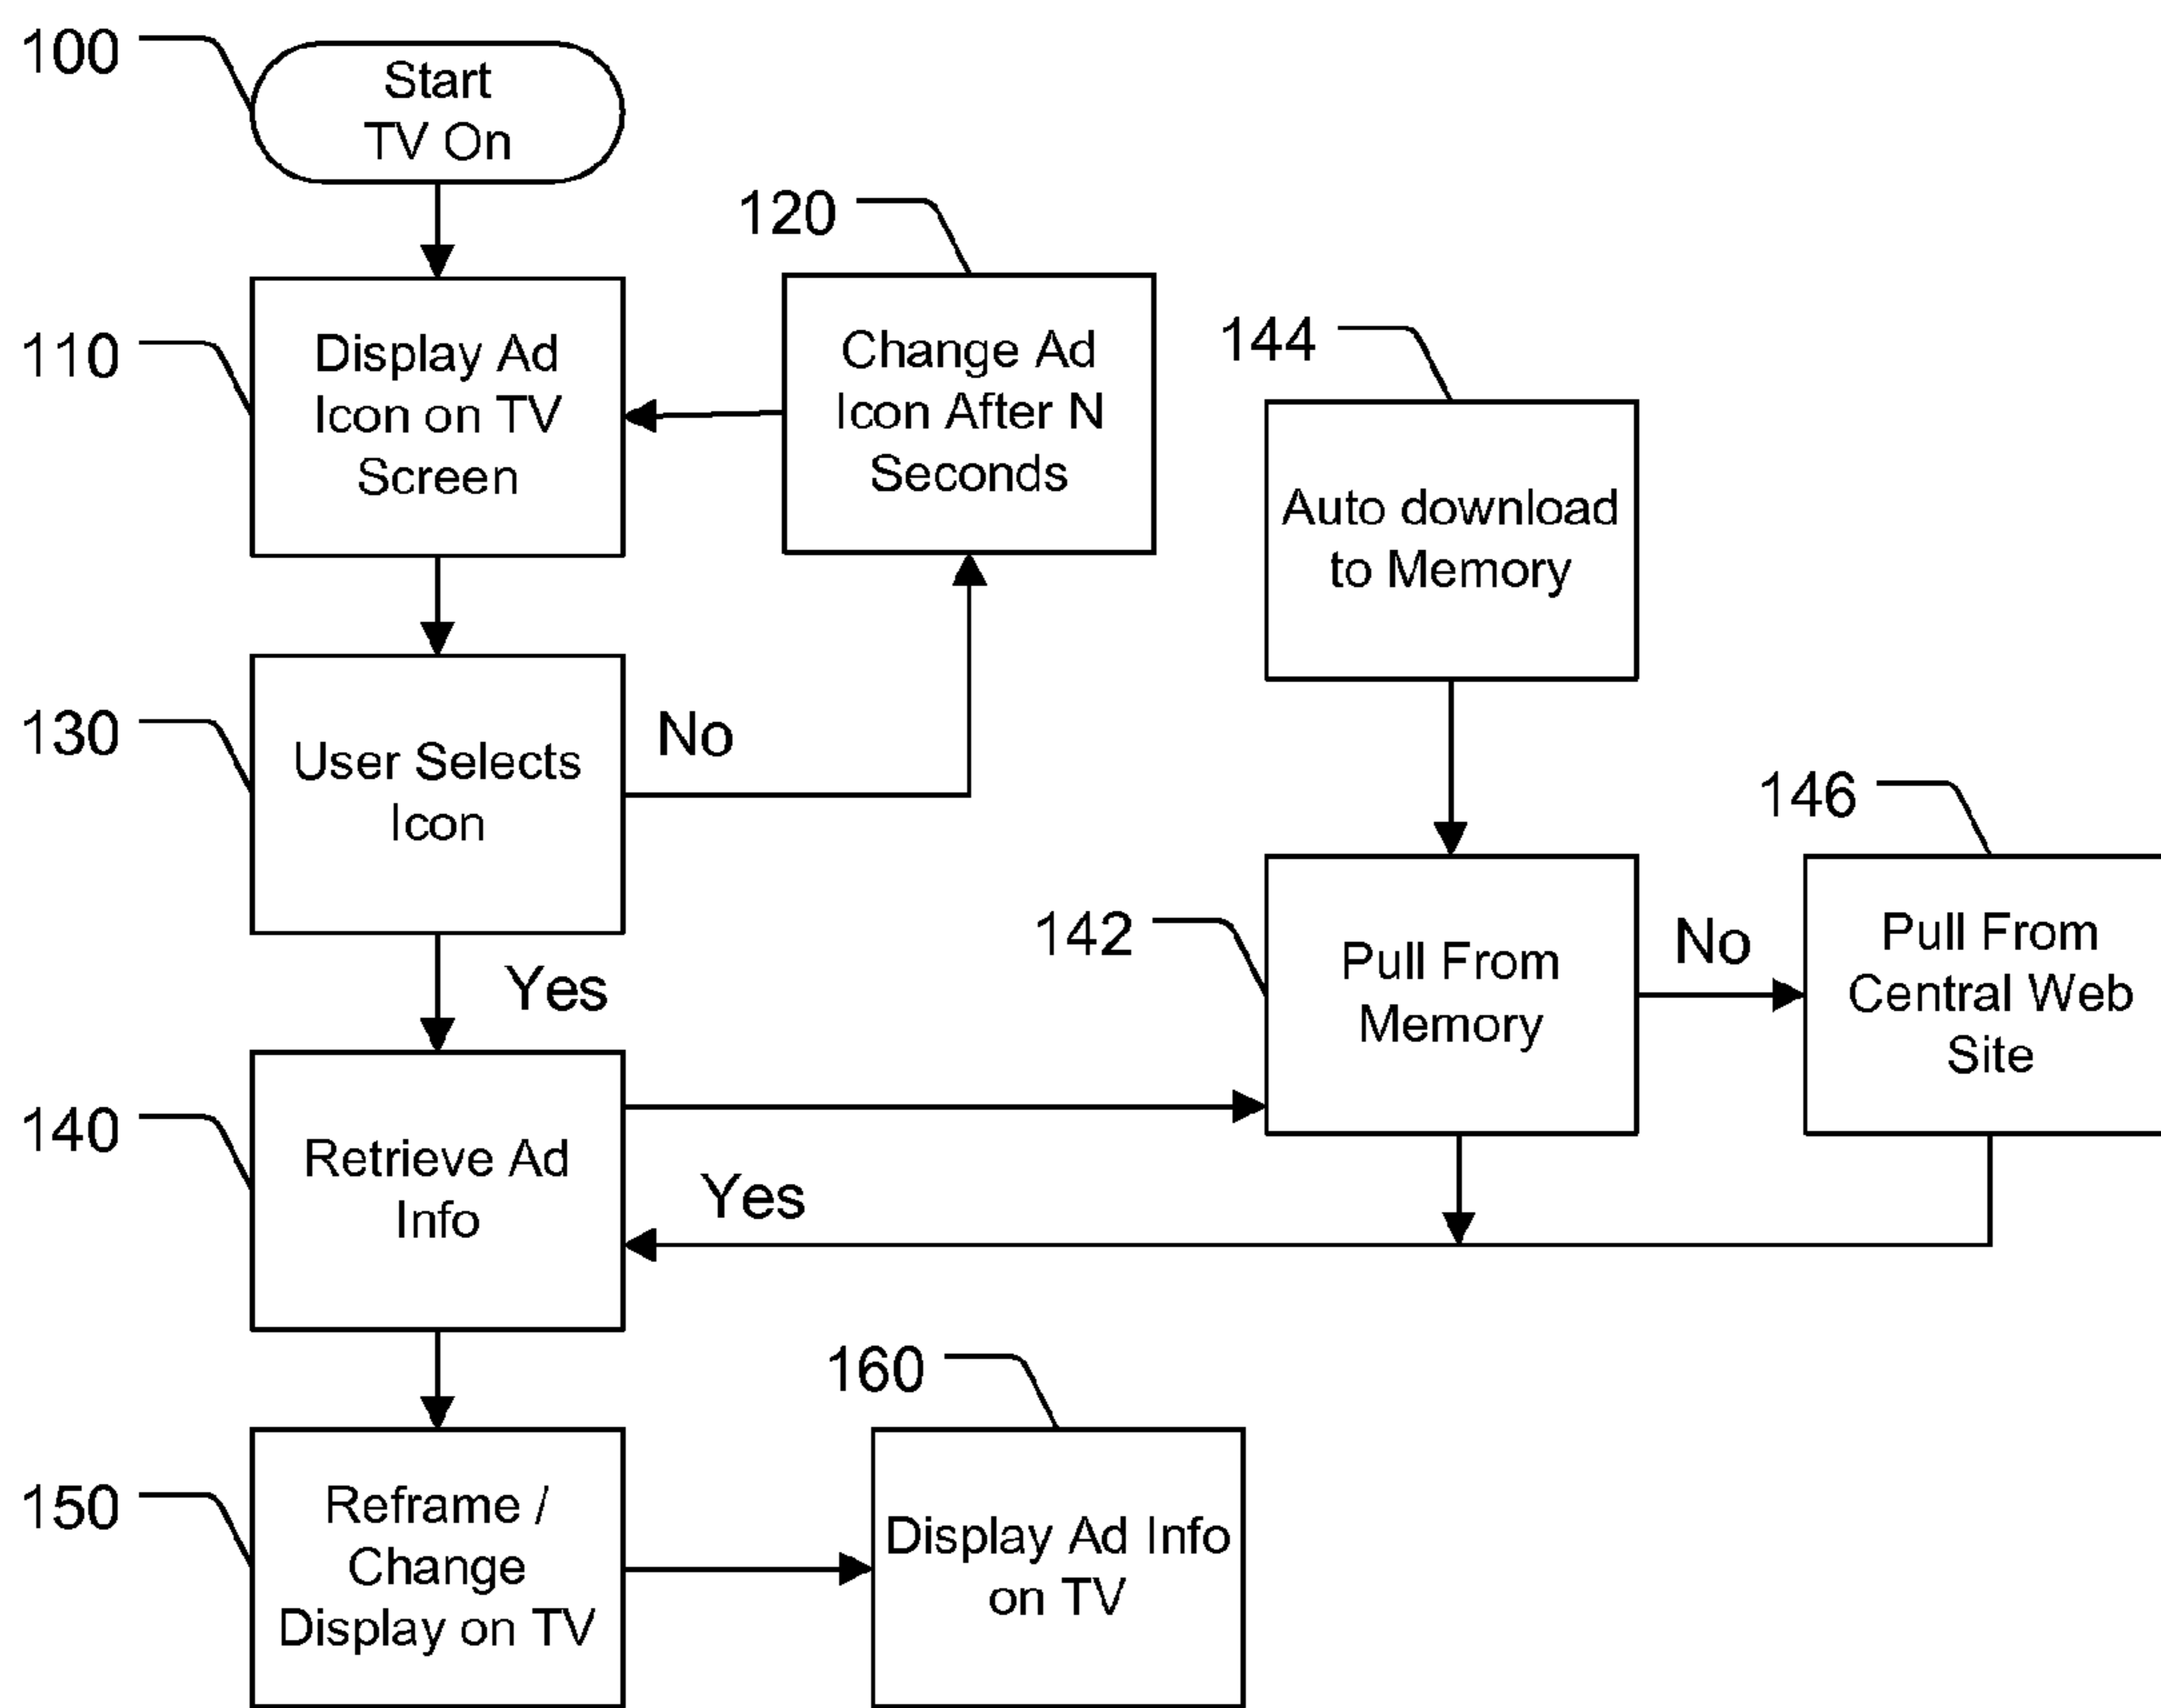 100
Start
TV On
120
110
Display Ad
Icon on TV
Screen
Change Ad
Icon After N
Seconds
144
Auto download
to Memory
130
User Selects
Icon
No
146
142
Pull From
Memory
No
Pull From
Central Web
Site
Yes
140
Retrieve Ad
Info
Yes
160
150
Reframe /
Change
Display on TV
Display Ad Info
on TV